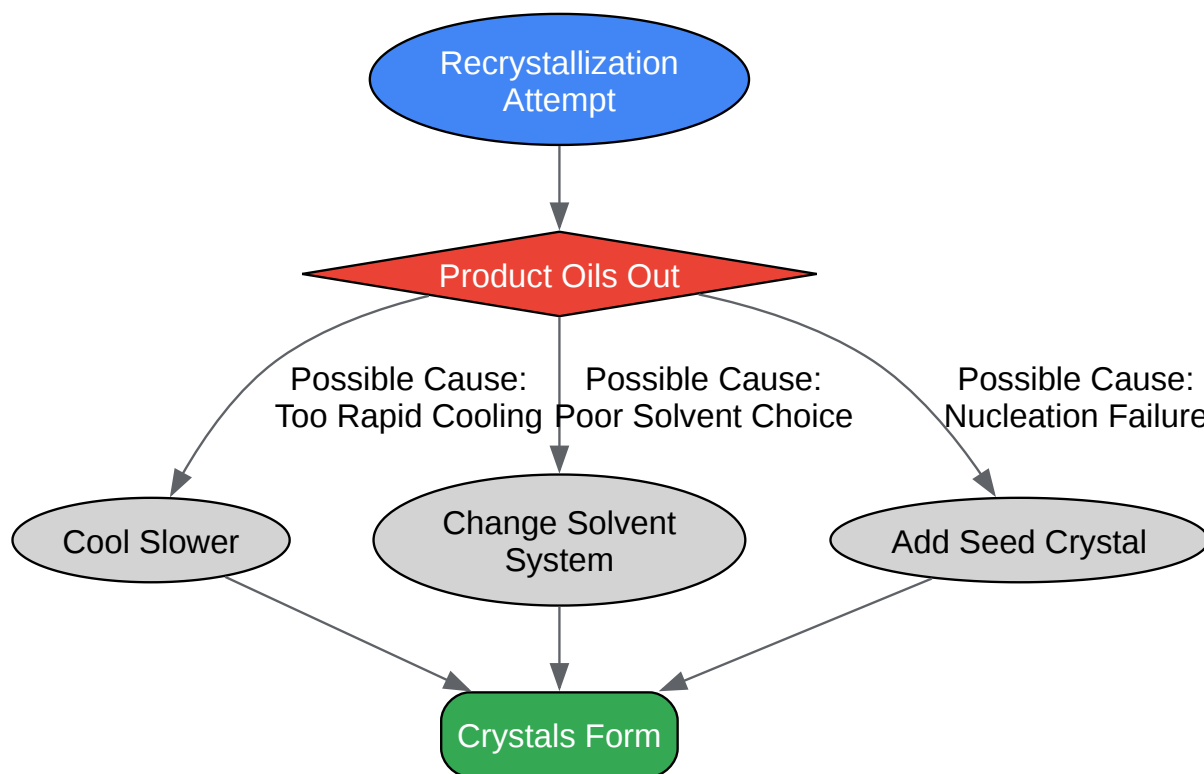 Recrystallization
Attempt
Product Oils Out
Possible Cause:
Too Rapid Cooling
Possible Cause:
Poor Solvent Choice
Possible Cause:
Nucleation Failure
Cool Slower
Change Solvent
System
Add Seed Crystal
Crystals Form